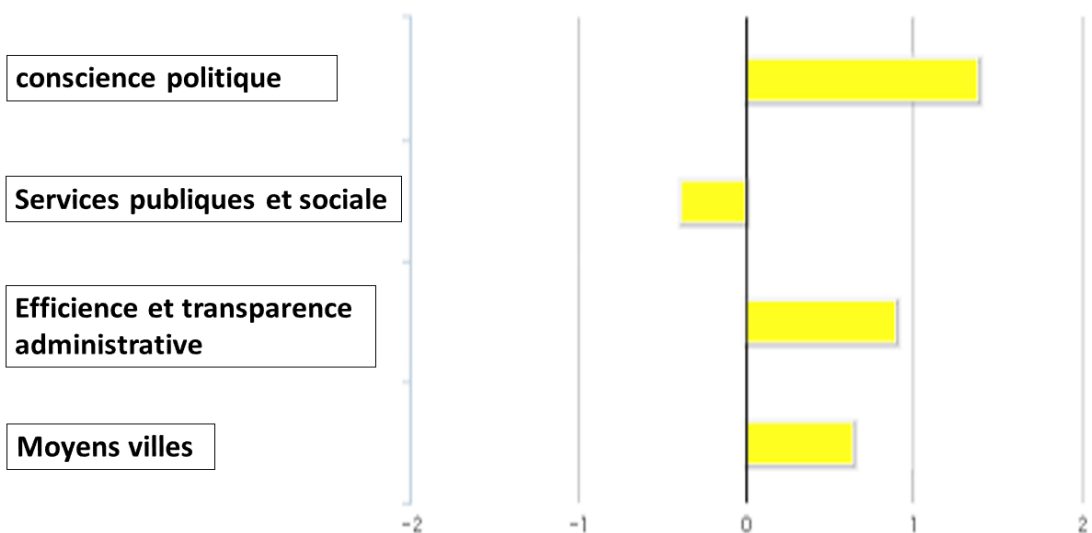 conscience politique
Services publiques et sociale
Efficience et transparence
administrative
Moyens villes
-2 -1 0 1 2